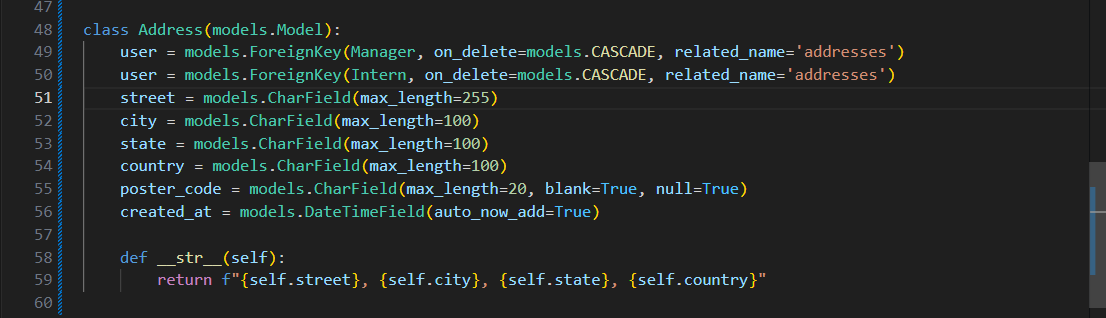 47
48 class Address(models.Model):
49 user = models.ForeignKey(Manager, on_delete=models.CASCADE, related_name='addresses')
50 user = models.ForeignKey(Intern, on_delete=models.CASCADE, related_name='addresses')
51 street = models.CharField(max_length=255)
52 city = models.CharField(max_length=100)
53 state = models.CharField(max_length=100)
54 country = models.CharField(max_length=100)
55 poster_code = models.CharField(max_length=20, blank=True, null=True)
56 created_at = models.DateTimeField(auto_now_add=True)
57
58 def __str__(self):
59 return f"{self.street}, {self.city}, {self.state}, {self.country}"
60